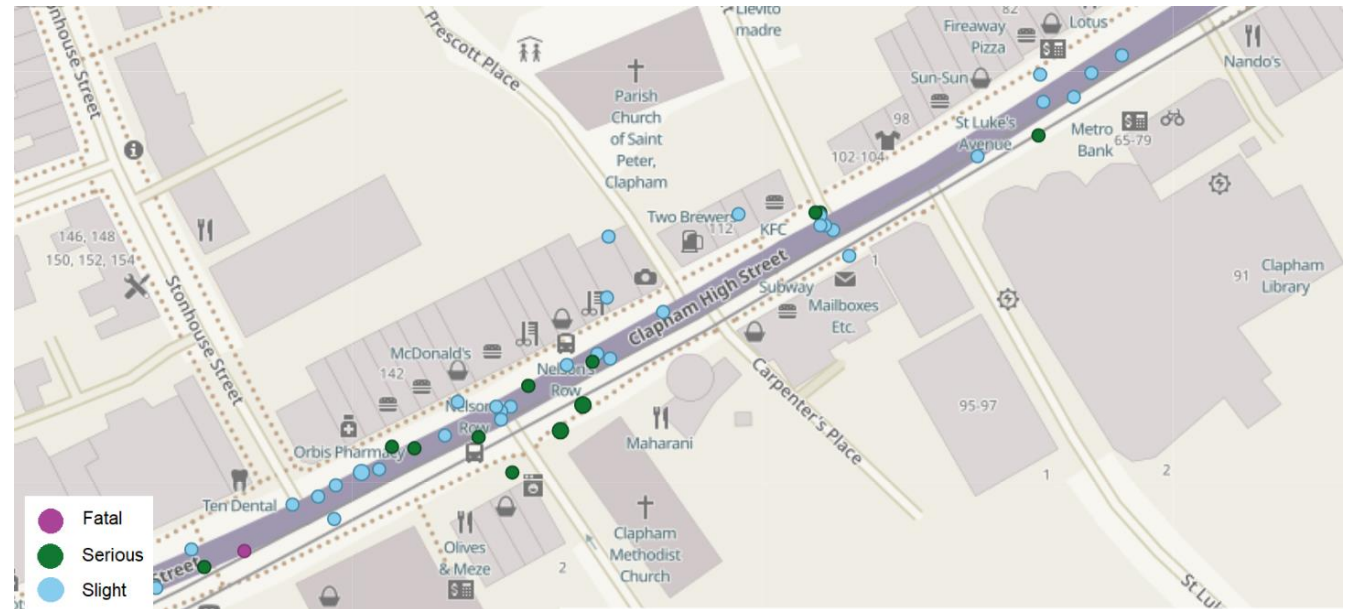 Stonhouse Street
Prescott Place
Lievito
madre
82
Lotus
Fireaway
Pizza
Nando's
Sun-Sun
Parish
Church
of Saint
Peter,
Clapham
98
102-104
St Luke's
Avenue
Metro
Bank
65-79
Two Brewers
112
KFC
146, 148
150, 152, 154
Stonhouse Street
Clapham High Street
Subway
1
Mailboxes
Etc.
91
Clapham
Library
McDonald's
142
Nelson's
Row
Nelson
Row
Carpenter's Place
95-97
Maharani
Orbis Pharmacy
1
2
Ten Dental
Olives
& Meze
2
Clapham
Methodist
Church
Street
St Lu
Fatal
Serious
Slight